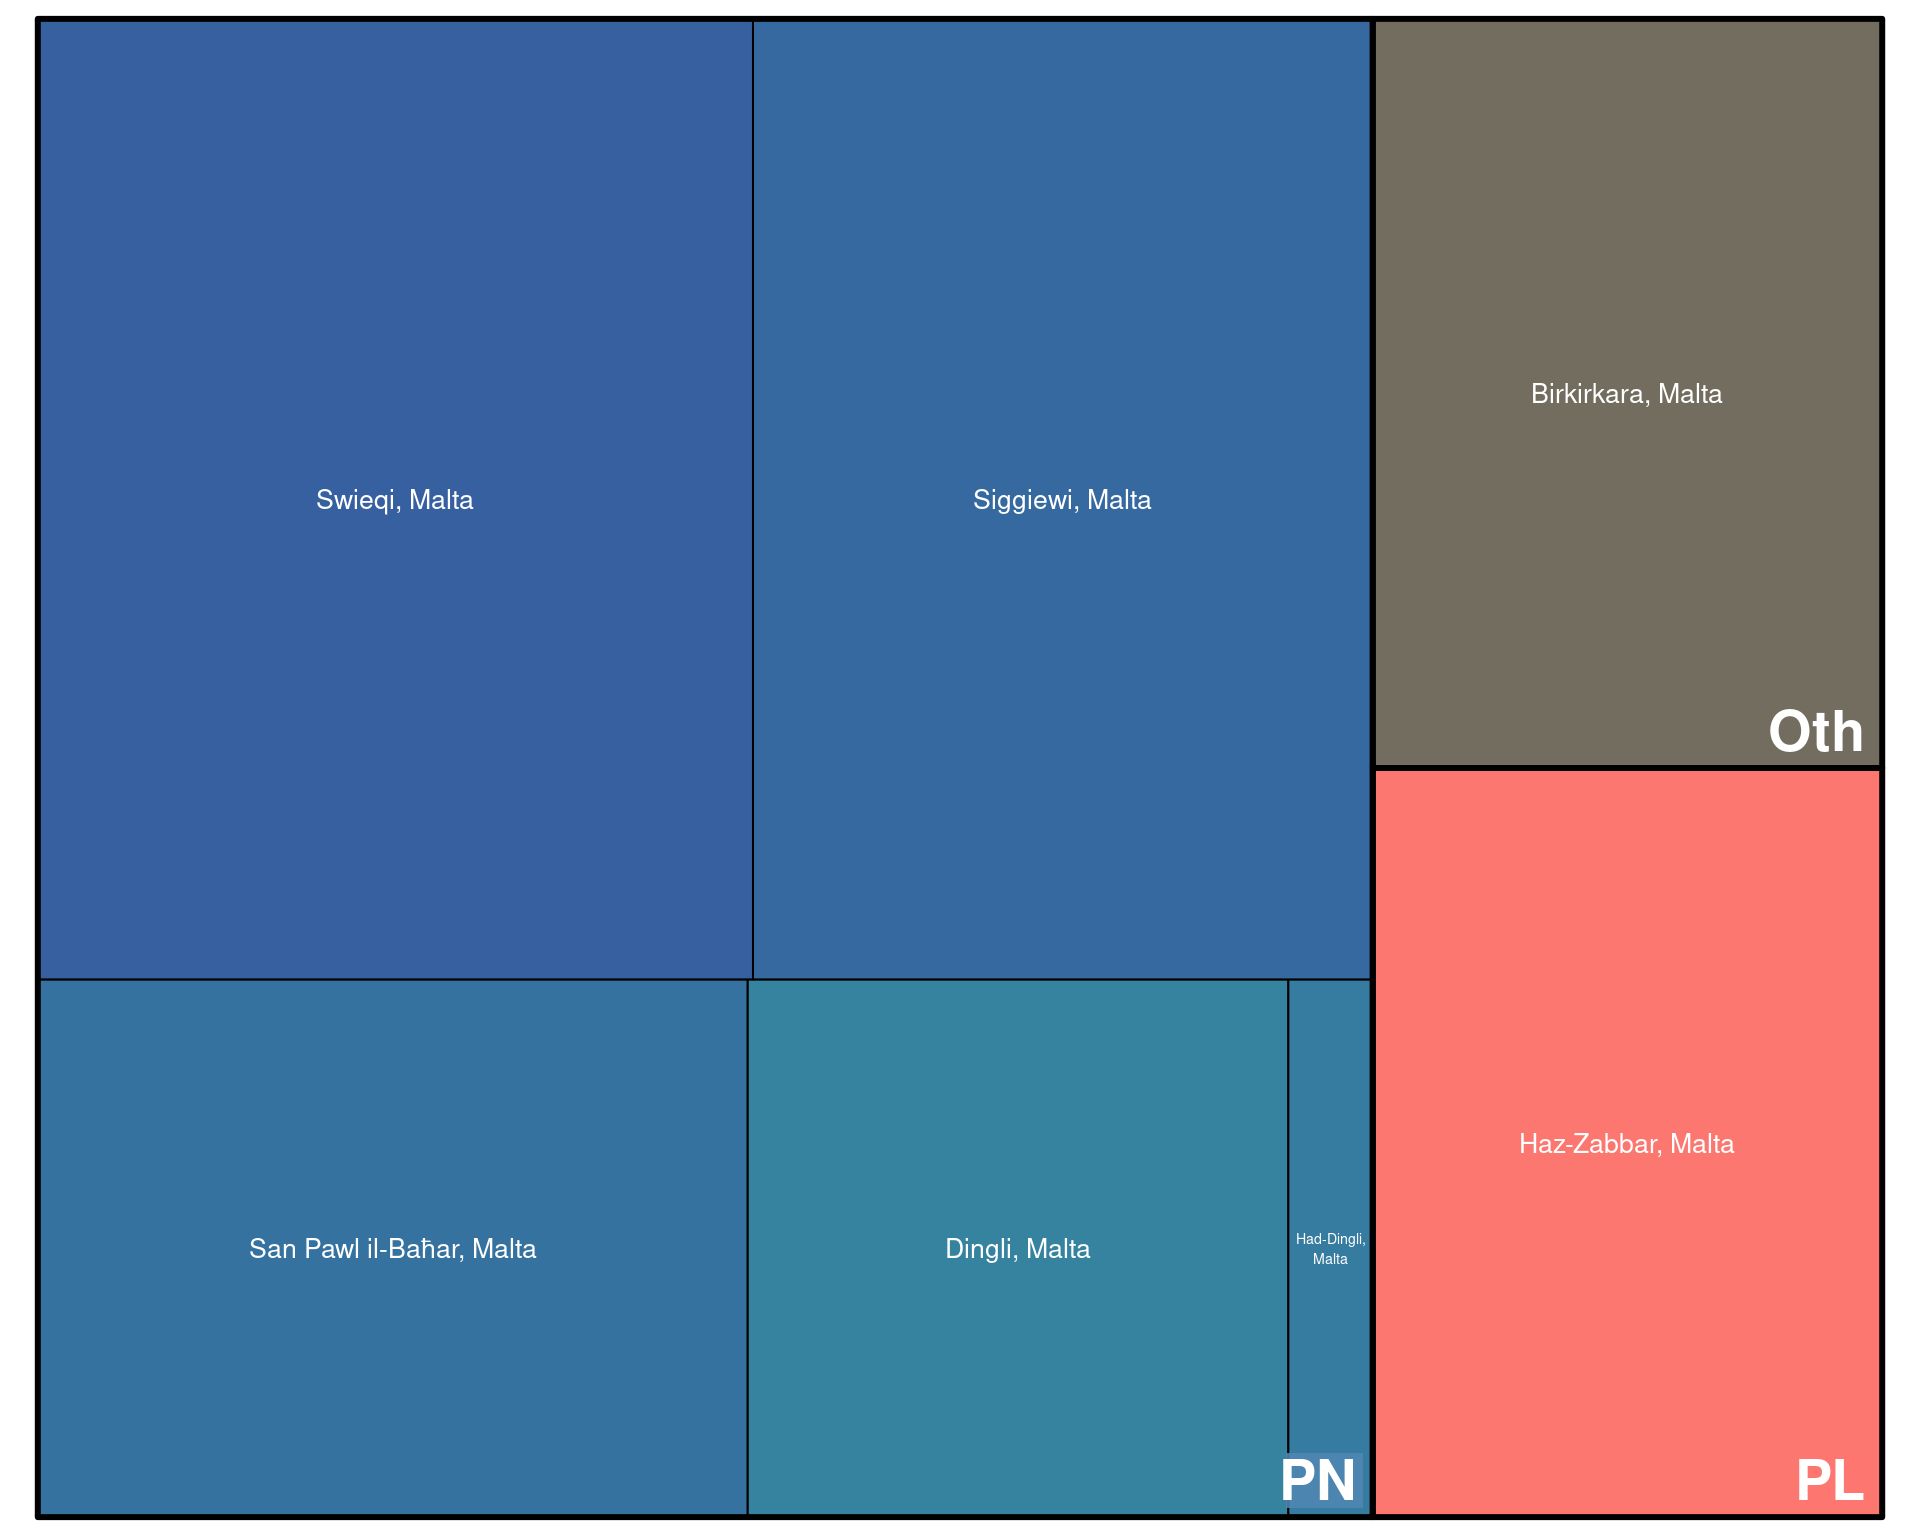 Swieqi, Malta
Siggiewi, Malta
Birkirkara, Malta
Oth
San Pawl il-Baħar, Malta
Dingli, Malta
Had-Dingli,
Malta
PN
Haz-Zabbar, Malta
PL